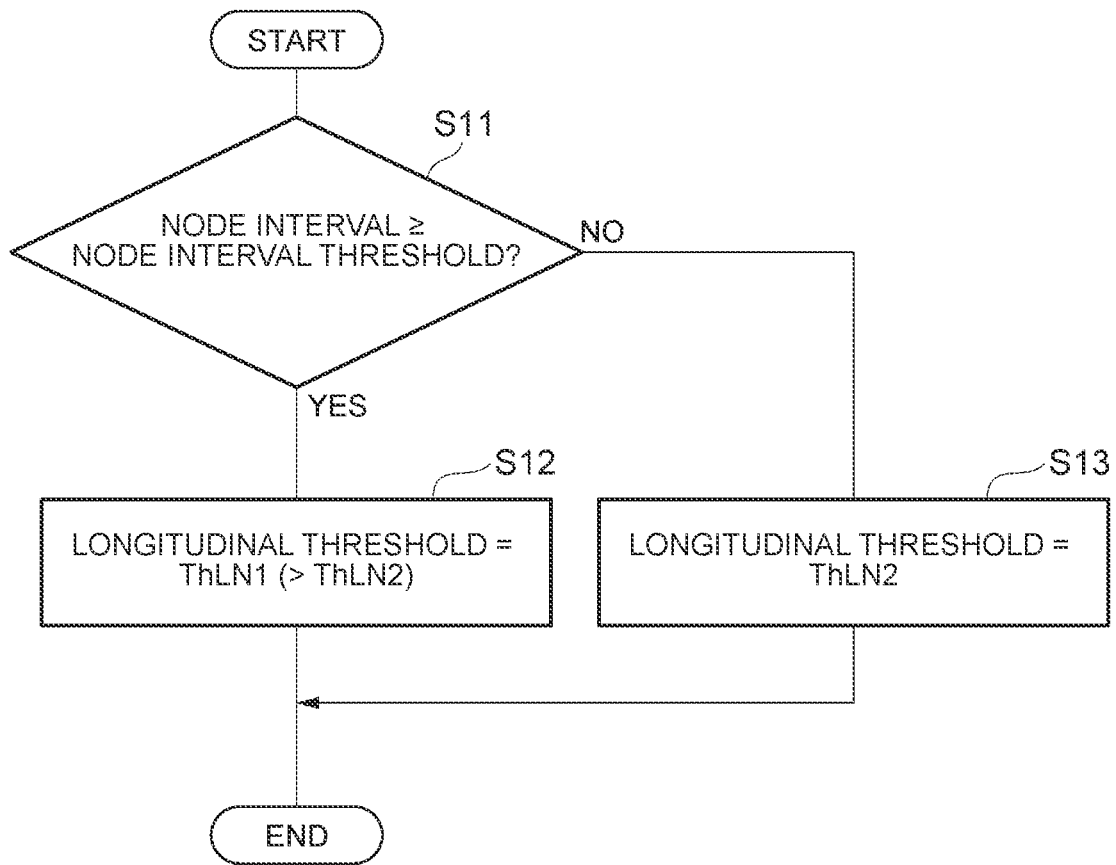 START
S11
NODE INTERVAL ≥
NODE INTERVAL THRESHOLD?
NO
YES
S12
LONGITUDINAL THRESHOLD =
ThLN1 (> ThLN2)
S13
LONGITUDINAL THRESHOLD =
ThLN2
END